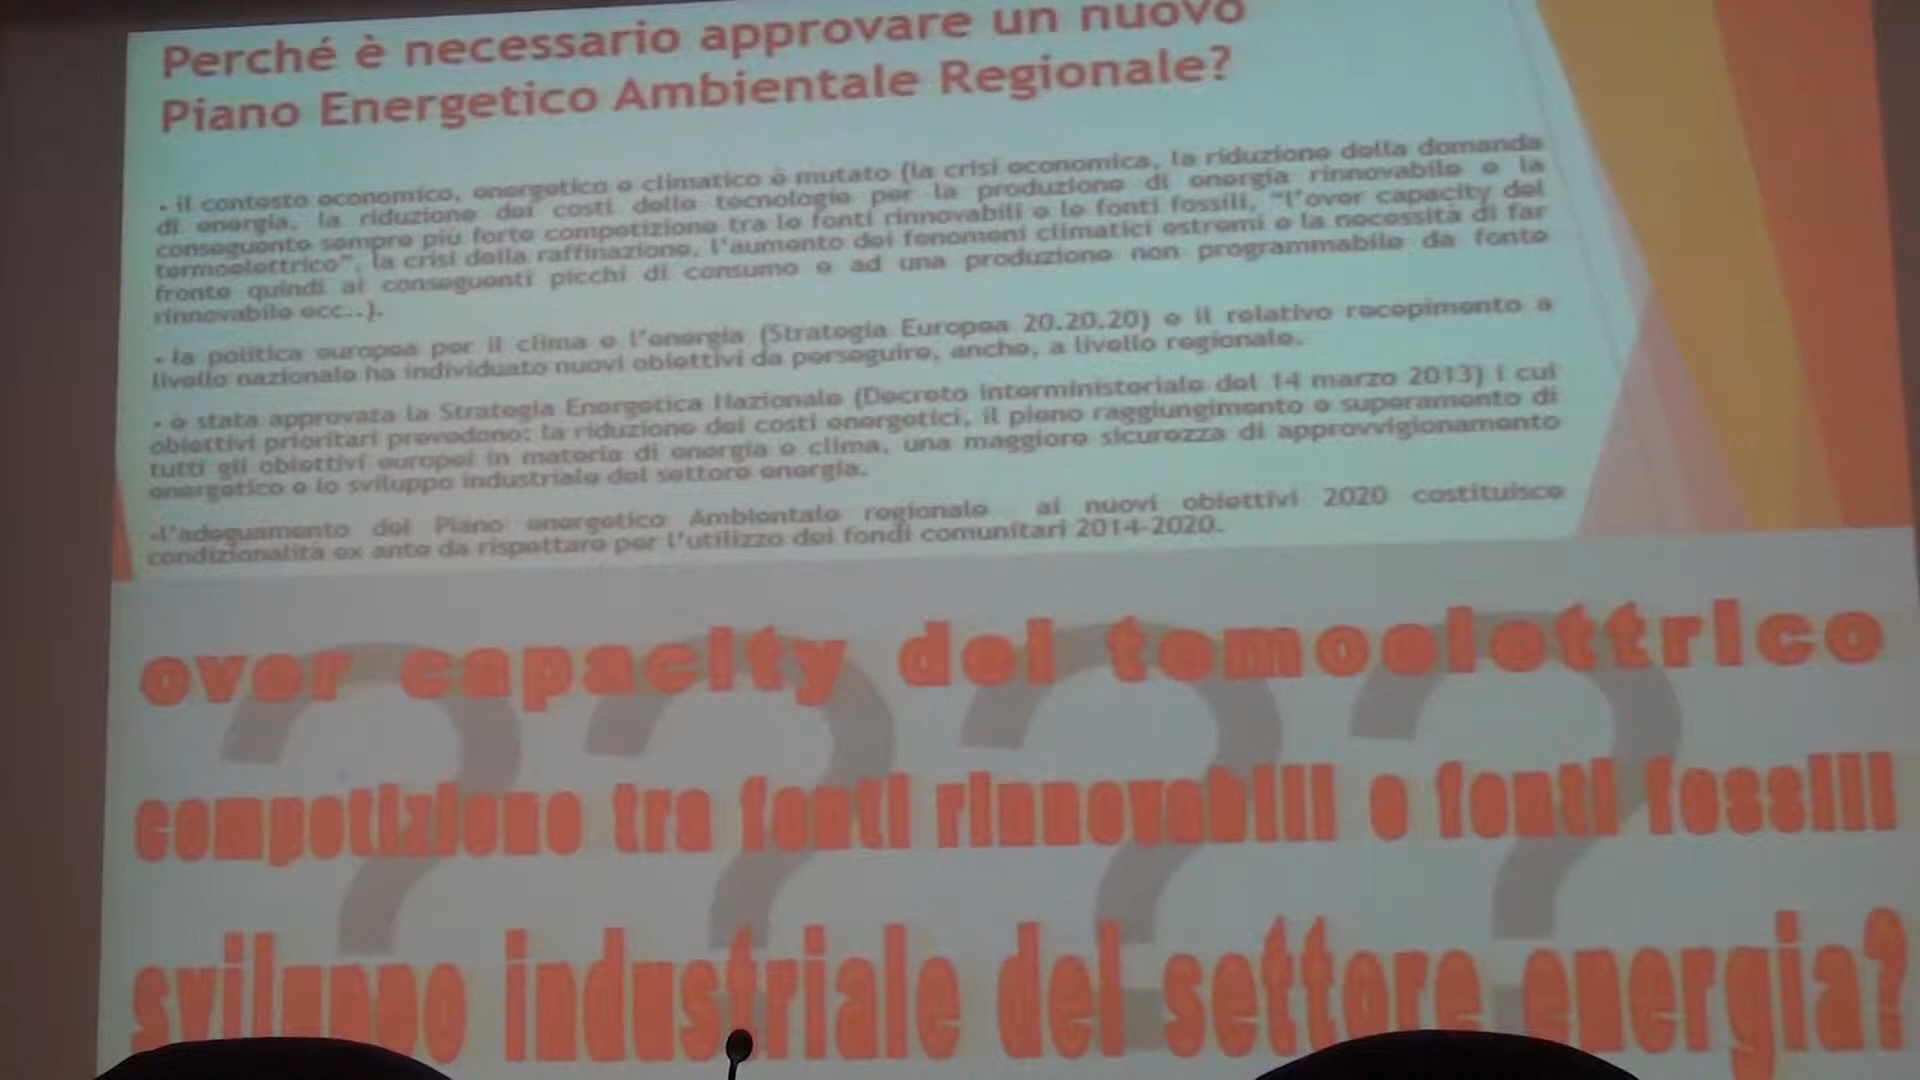 Perché è necessario approvare un nuovo
Piano Energetico Ambientale Regionale?
- il contesto economico, energetico e climatico è mutato (la crisi economica, la riduzione della domanda
di energia, la riduzione dei costi delle tecnologie per la produzione di energia rinnovabile e la
conseguente sempre più forte competizione tra le fonti rinnovabili e le fonti fossili, “l’over capacity del
termoelettrico”, la crisi della raffinazione, l’aumento dei fenomeni climatici estremi e la necessità di far
fronte quindi ai conseguenti picchi di consumo e ad una produzione non programmabile da fonte
rinnovabile ecc..).
- la politica europea per il clima e l’energia (Strategia Europea 20.20.20) e il relativo recepimento a
livello nazionale ha individuato nuovi obiettivi da perseguire, anche, a livello regionale.
- è stata approvata la Strategia Energetica Nazionale (Decreto interministeriale del 14 marzo 2013) i cui
obiettivi prioritari prevedono: la riduzione dei costi energetici, il pieno raggiungimento e superamento di
tutti gli obiettivi europei in materia di energia e clima, una maggiore sicurezza di approvvigionamento
energetico e lo sviluppo industriale del settore energia.
-l’adeguamento del Piano energetico Ambientale regionale ai nuovi obiettivi 2020 costituisce
condizionalità ex ante da rispettare per l’utilizzo dei fondi comunitari 2014-2020.
over capacity del temoelettrico
competizione tra fonti rinnovabili e fonti fossili
sviluppo industriale del settore energia?
????